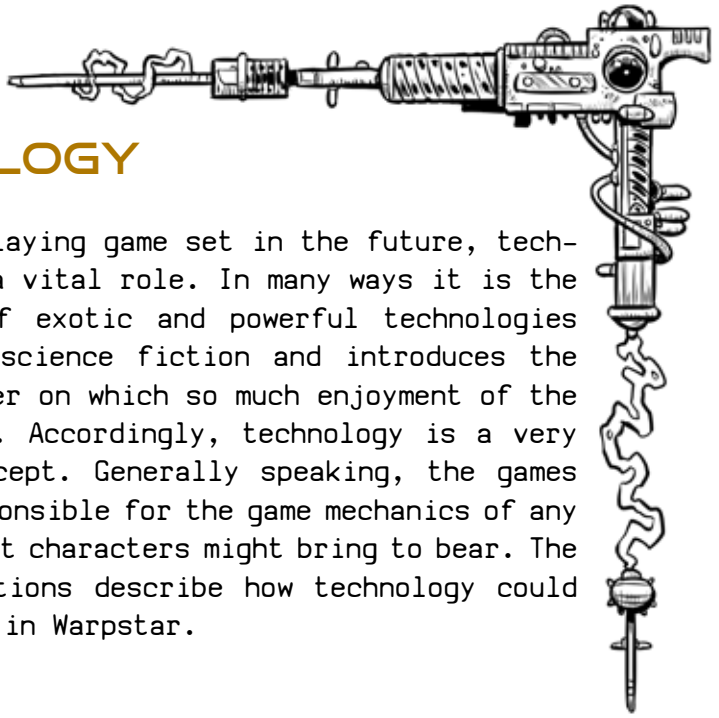 LOGY
laying game set in the future, tech-
a vital role. In many ways it is the
f exotic and powerful technologies
science fiction and introduces the
er on which so much enjoyment of the
. Accordingly, technology is a very
cept. Generally speaking, the games
onsible for the game mechanics of any
t characters might bring to bear. The
tions describe how technology could
in Warpstar.